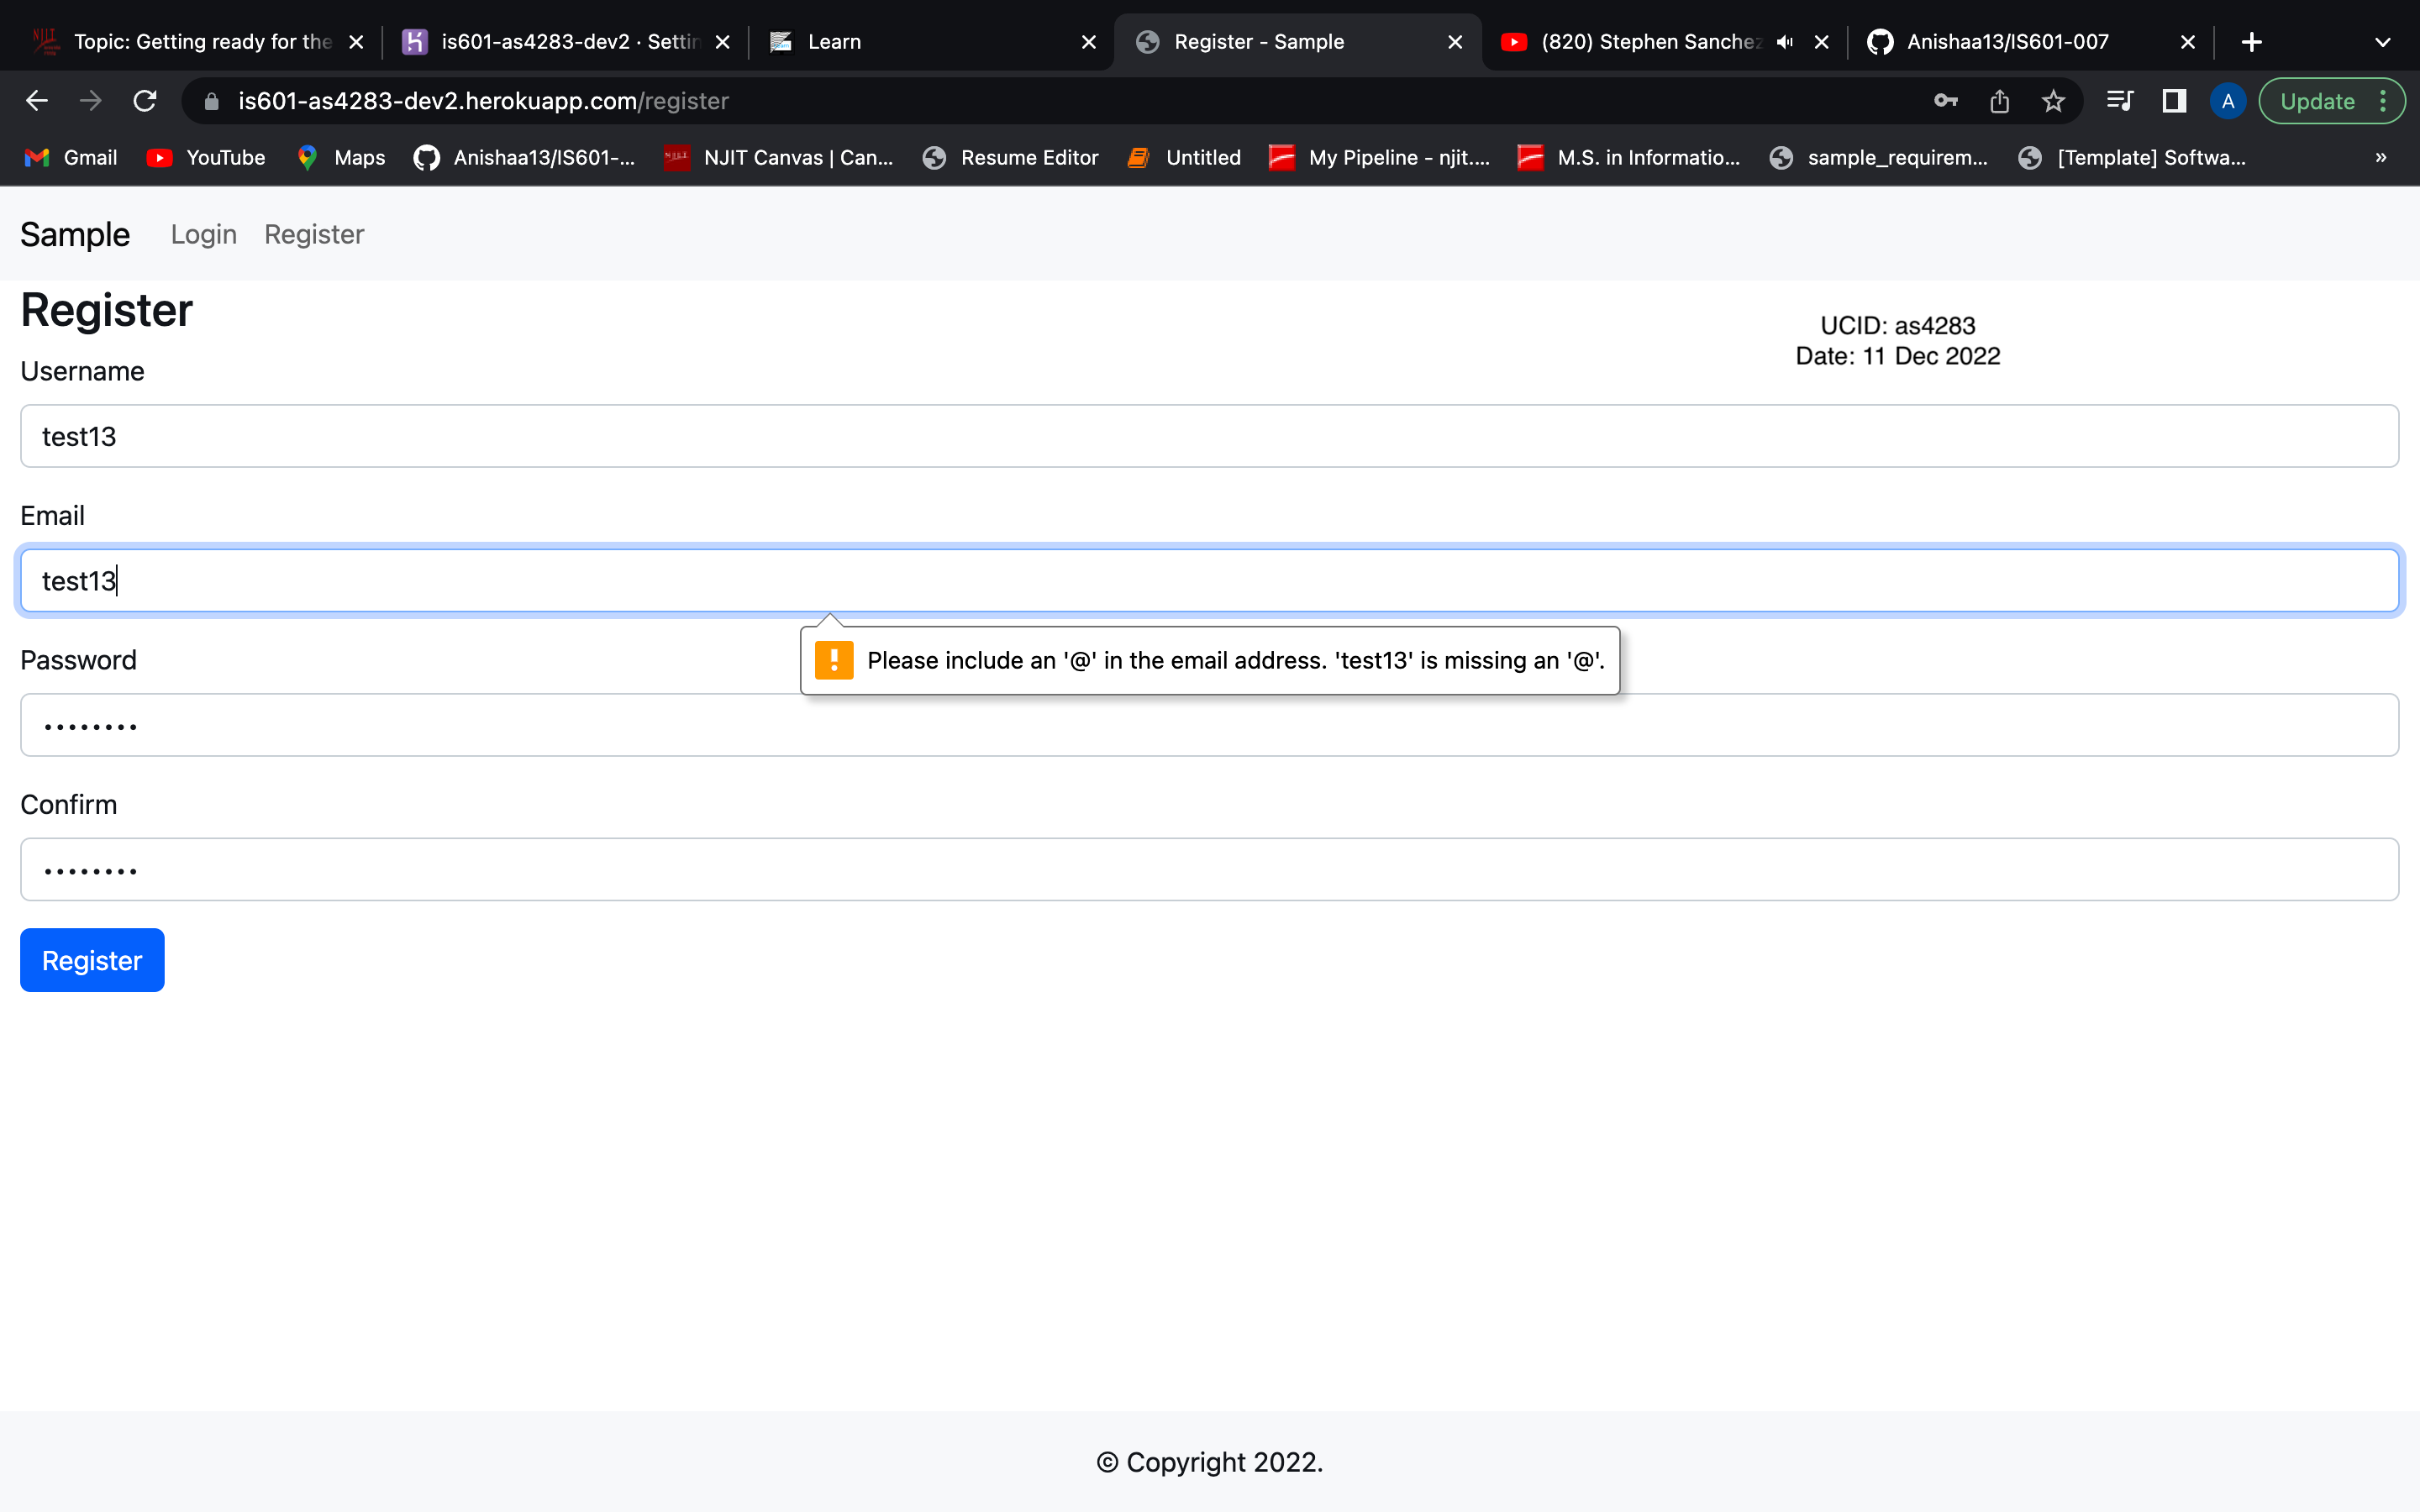 Topic: Getting ready for the
is601-as4283-dev2 · Settin
Learn
Register - Sample
(820) Stephen Sanchez
Anishaa13/IS601-007
is601-as4283-dev2.herokuapp.com/register
A
Update
Gmail
YouTube
Maps
Anishaa13/IS601-...
NJIT Canvas | Can...
Resume Editor
Untitled
My Pipeline - njit....
M.S. in Informatio...
sample_requirem...
[Template] Softwa...
»
Sample
Login
Register
Register
UCID: as4283
Date: 11 Dec 2022
Username
test13
Email
test13
Please include an '@' in the email address. 'test13' is missing an '@'.
Password
••••••••
Confirm
••••••••
Register
© Copyright 2022.